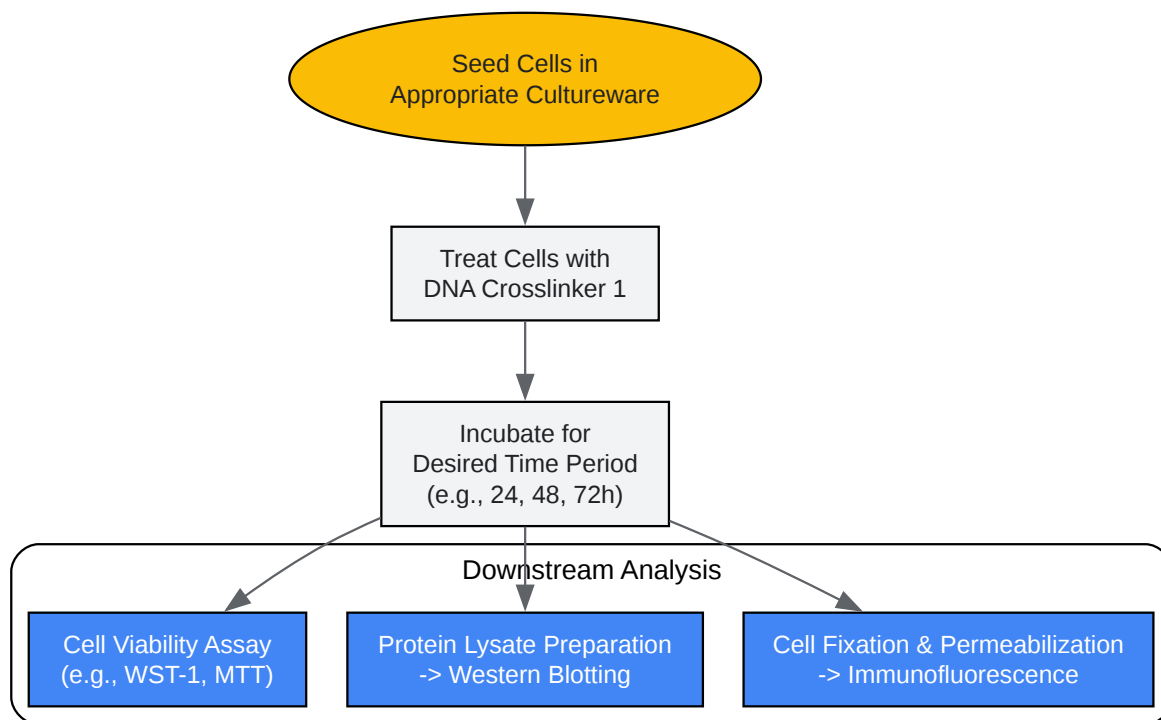 Seed Cells in
Appropriate Cultureware
Treat Cells with
DNA Crosslinker 1
Incubate for
Desired Time Period
(e.g., 24, 48, 72h)
Downstream Analysis
Cell Viability Assay
(e.g., WST-1, MTT)
Protein Lysate Preparation
-> Western Blotting
Cell Fixation & Permeabilization
-> Immunofluorescence